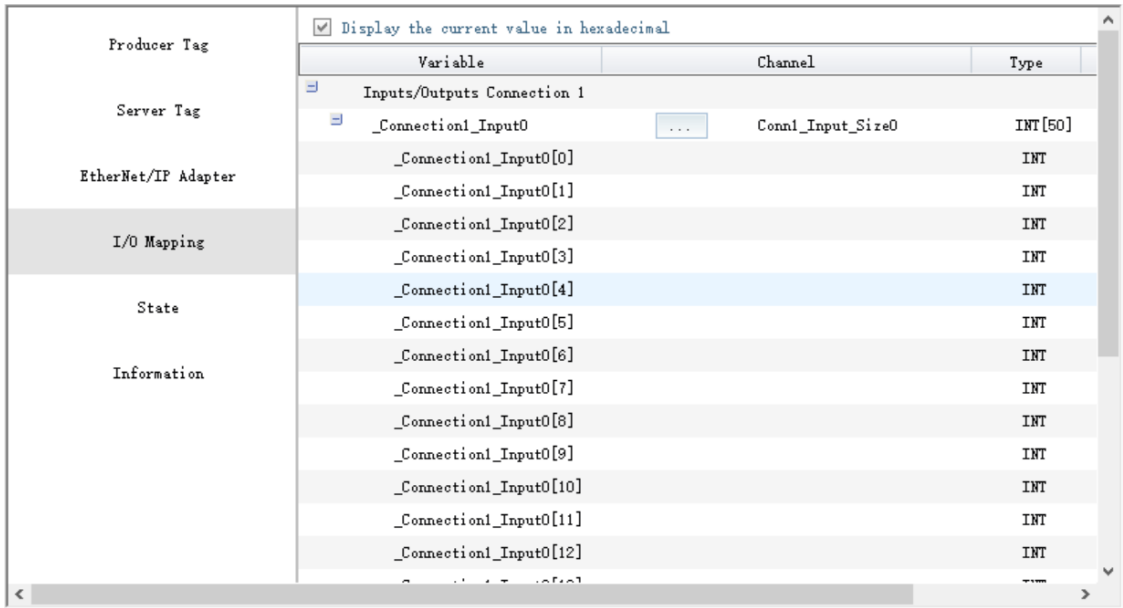 Producer Tag
Server Tag
EtherNet/IP Adapter
I/O Mapping
State
Information
Display the current value in hexadecimal
Variable Channel Type
Inputs/Outputs Connection 1
_Connection1_Input0 ... Conn1_Input_Size0 INT[50]
_Connection1_Input0[0] INT
_Connection1_Input0[1] INT
_Connection1_Input0[2] INT
_Connection1_Input0[3] INT
_Connection1_Input0[4] INT
_Connection1_Input0[5] INT
_Connection1_Input0[6] INT
_Connection1_Input0[7] INT
_Connection1_Input0[8] INT
_Connection1_Input0[9] INT
_Connection1_Input0[10] INT
_Connection1_Input0[11] INT
_Connection1_Input0[12] INT